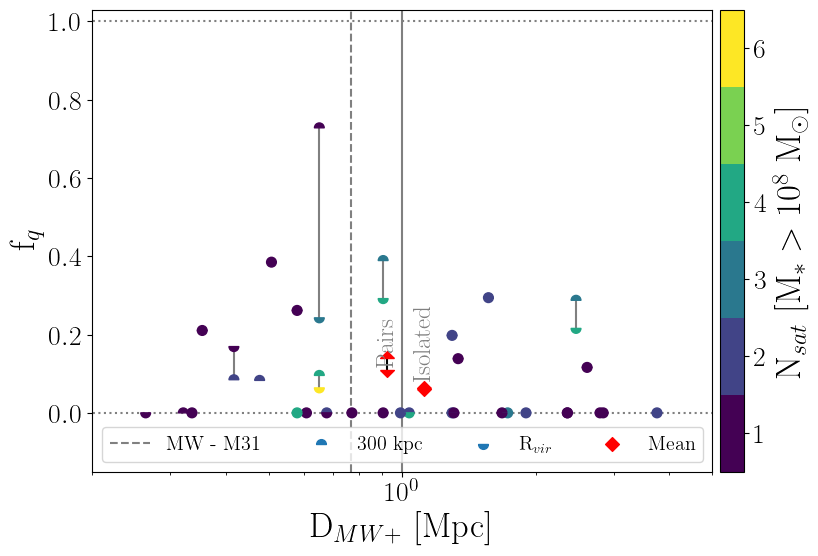 1.0
0.8
0.6
0.4
0.2
0.0
f_q
Pairs
Isolated
MW - M31
300 kpc
R_vir
Mean
10^0
D_MW+ [Mpc]
6
5
4
3
2
1
N_sat [M_* > 10^8 M_⊙]